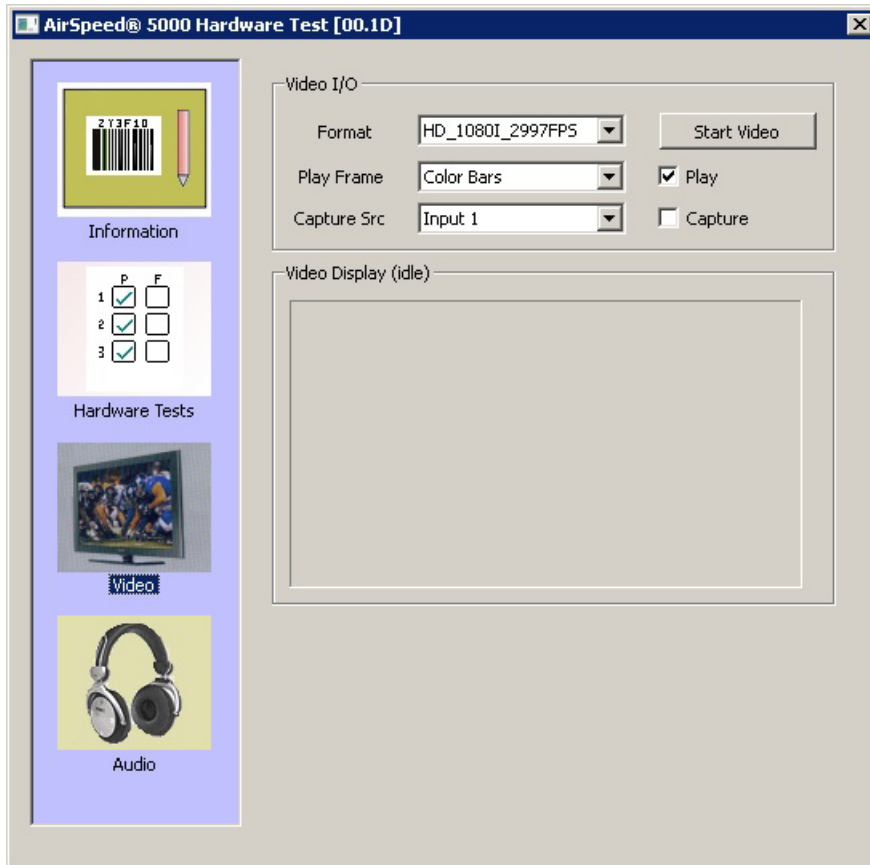 AirSpeed® 5000 Hardware Test [00.1D]
ZY3F10
Information
P F
1
2
3
Hardware Tests
Video
Audio
Video I/O
Format HD_1080I_2997FPS Start Video
Play Frame Color Bars Play
Capture Src Input 1 Capture
Video Display (idle)